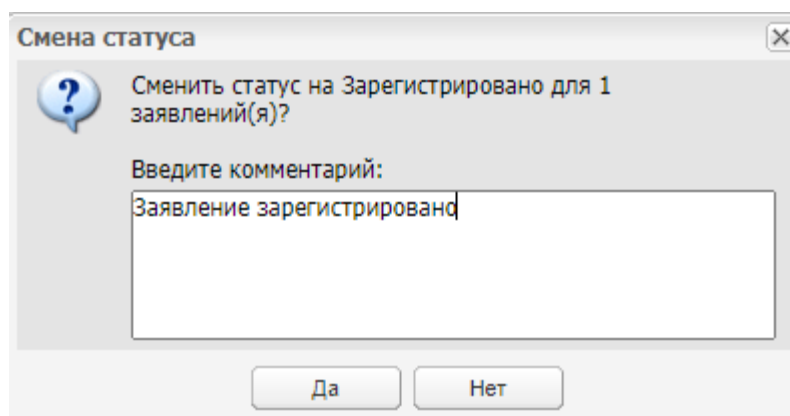 Смена статуса
Сменить статус на Зарегистрировано для 1
заявлений(я)?
Введите комментарий:
Заявление зарегистрировано
Да
Нет